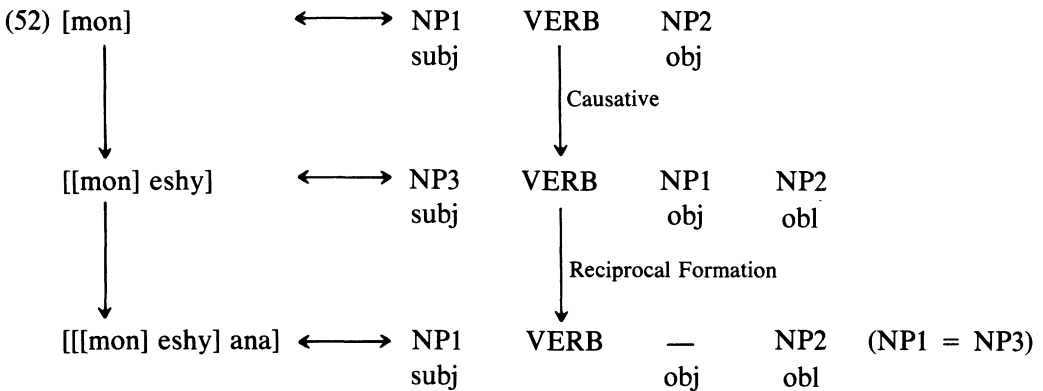 (52) [mon] ⟷ NP1 VERB NP2
subj obj
Causative
[[mon] eshy] ⟷ NP3 VERB NP1 NP2
subj obj obl
Reciprocal Formation
[[[mon] eshy] ana] ⟷ NP1 VERB — NP2 (NP1 = NP3)
subj obj obl